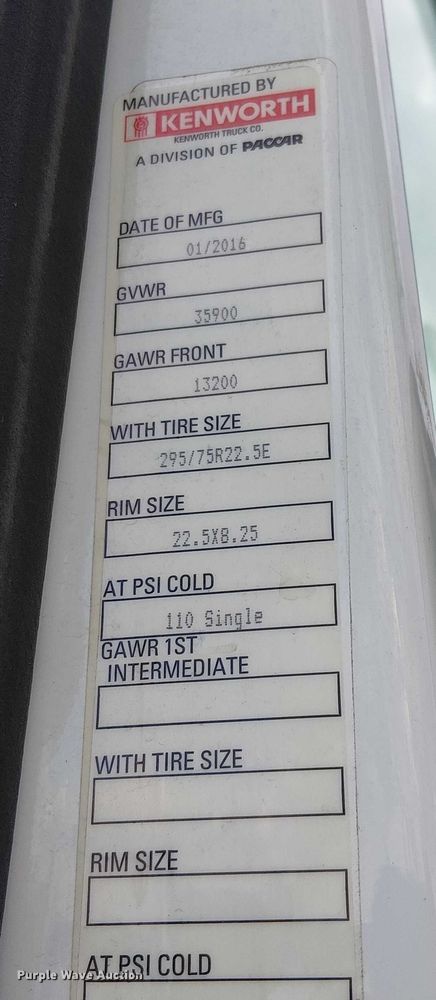 MANUFACTURED BY
KENWORTH
KENWORTH TRUCK CO.
A DIVISION OF PACCAR
DATE OF MFG
01/2016
GVWR
35900
GAWR FRONT
13200
WITH TIRE SIZE
295/75R22.5E
RIM SIZE
22.5X8.25
AT PSI COLD
110 Single
GAWR 1ST
INTERMEDIATE
WITH TIRE SIZE
RIM SIZE
AT PSI COLD
Purple Wave Auction